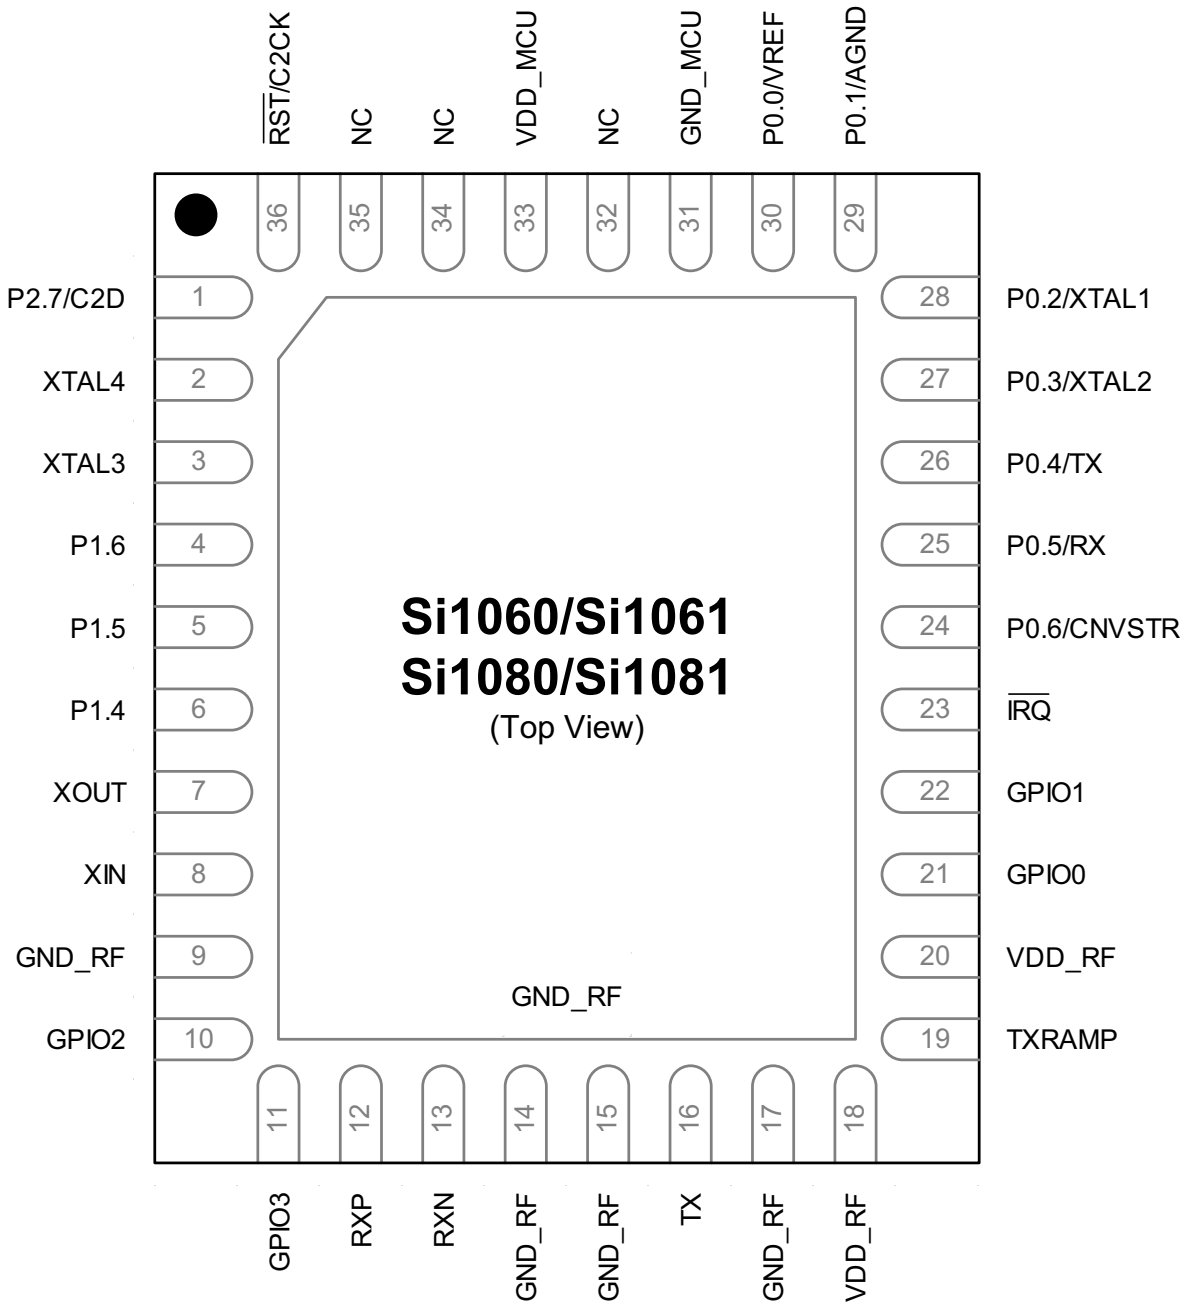 R̅S̅T̅/C2CK
NC
NC
VDD_MCU
NC
GND_MCU
P0.0/VREF
P0.1/AGND
36
35
34
33
32
31
30
29
P2.7/C2D
1
28
P0.2/XTAL1
XTAL4
2
27
P0.3/XTAL2
XTAL3
3
26
P0.4/TX
P1.6
4
25
P0.5/RX
P1.5
5
24
P0.6/CNVSTR
P1.4
6
23
I̅R̅Q̅
XOUT
7
22
GPIO1
XIN
8
21
GPIO0
GND_RF
9
20
VDD_RF
GPIO2
10
19
TXRAMP
Si1060/Si1061
Si1080/Si1081
(Top View)
GND_RF
11
12
13
14
15
16
17
18
GPIO3
RXP
RXN
GND_RF
GND_RF
TX
GND_RF
VDD_RF